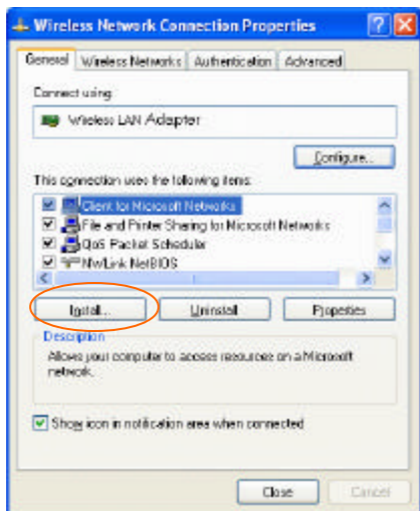 Wireless Network Connection Properties
General Wireless Networks Authentication Advanced
Connect using:
Wireless LAN Adapter
Configure...
This connection uses the following items:
Client for Microsoft Networks
File and Printer Sharing for Microsoft Networks
QoS Packet Scheduler
NWLink NetBIOS
Install... Uninstall Properties
Description
Allows your computer to access resources on a Microsoft
network.
Show icon in notification area when connected
Close Cancel